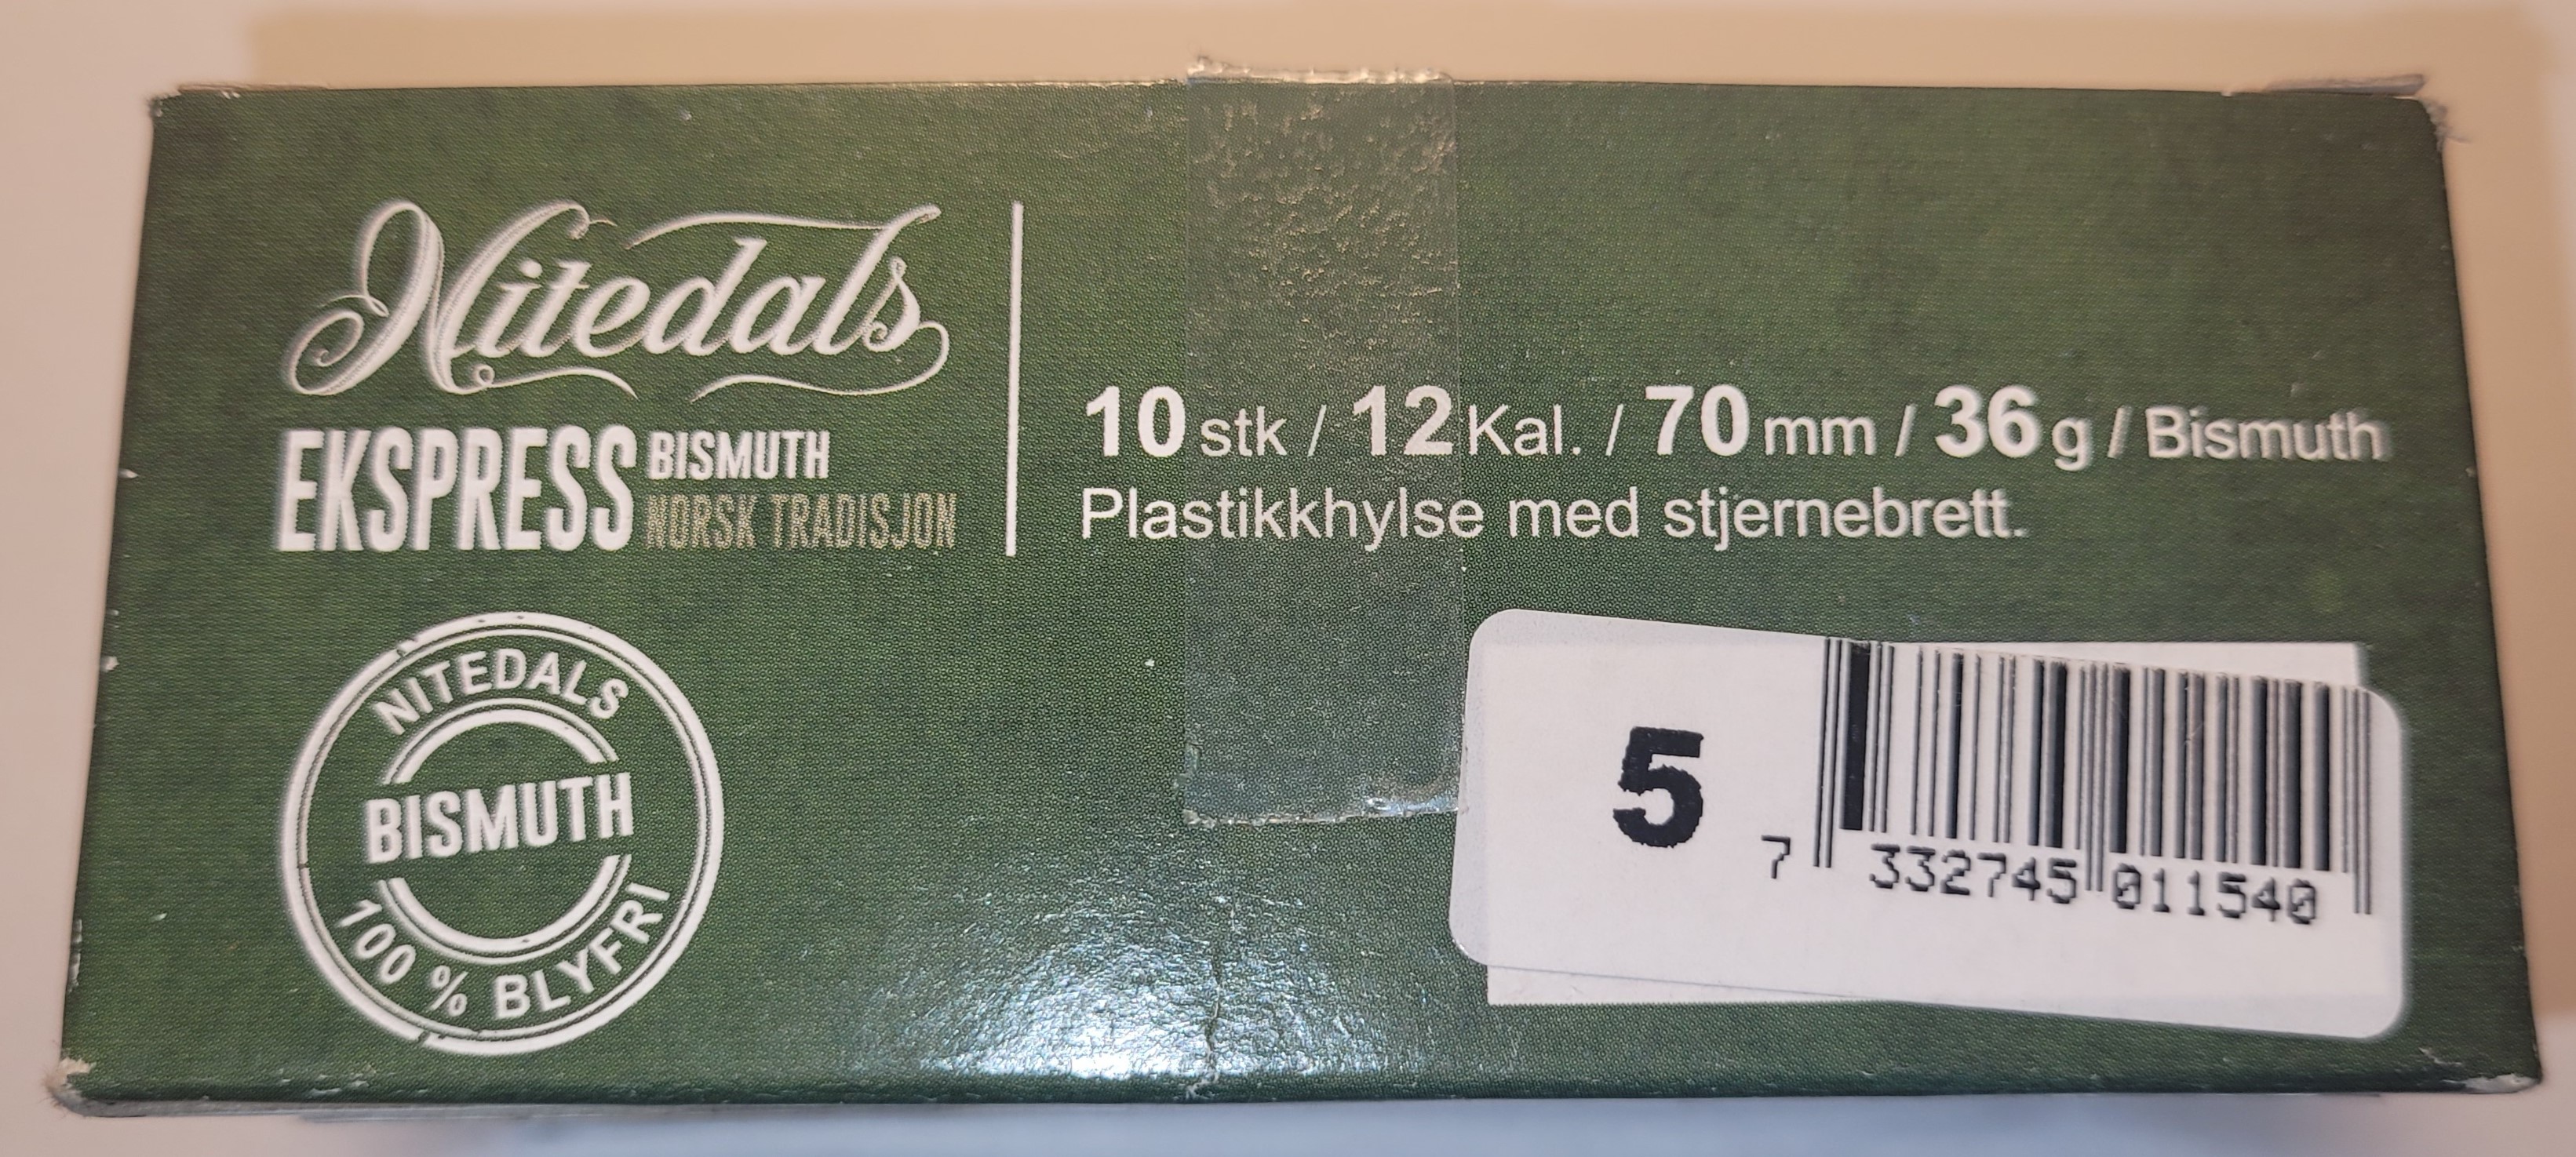 Nitedals
EKSPRESS BISMUTH
NORSK TRADISJON
10 stk / 12 Kal. / 70 mm / 36 g / Bismuth
Plastikkhylse med stjernebrett.
NITEDALS
BISMUTH
100 % BLYFRI
5
7 332745 011540